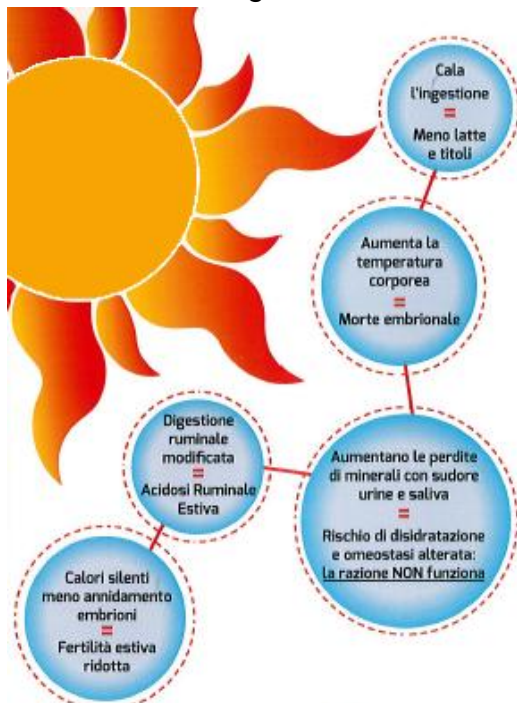 Cala
l'ingestione
=
Meno latte
e titoli
Aumenta la
temperatura
corporea
=
Morte embrionale
Aumentano le perdite
di minerali con sudore
urine e saliva
=
Rischio di disidratazione
e omeostasi alterata:
la razione NON funziona
Digestione
ruminale
modificata
=
Acidosi Ruminale
Estiva
Calori silenti
meno annidamento
embrioni
=
Fertilità estiva
ridotta